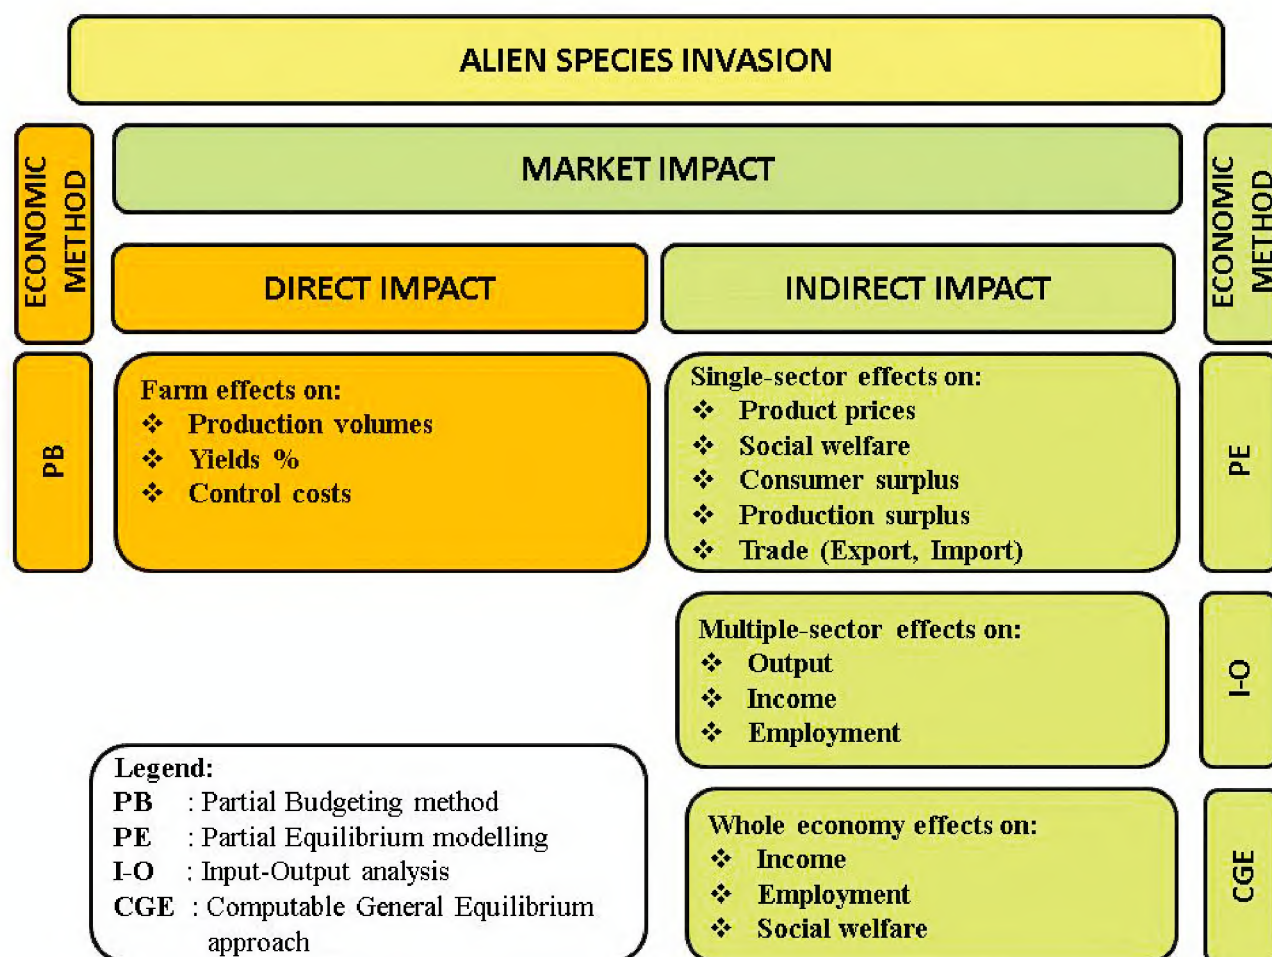 ALIEN SPECIES INVASION
ECONOMIC
METHOD
MARKET IMPACT
ECONOMIC
METHOD
DIRECT IMPACT
INDIRECT IMPACT
PB
Farm effects on:
❖ Production volumes
❖ Yields %
❖ Control costs
Single-sector effects on:
❖ Product prices
❖ Social welfare
❖ Consumer surplus
❖ Production surplus
❖ Trade (Export, Import)
PE
Multiple-sector effects on:
❖ Output
❖ Income
❖ Employment
I-O
Legend:
PB : Partial Budgeting method
PE : Partial Equilibrium modelling
I-O : Input-Output analysis
CGE : Computable General Equilibrium
approach
Whole economy effects on:
❖ Income
❖ Employment
❖ Social welfare
CGE